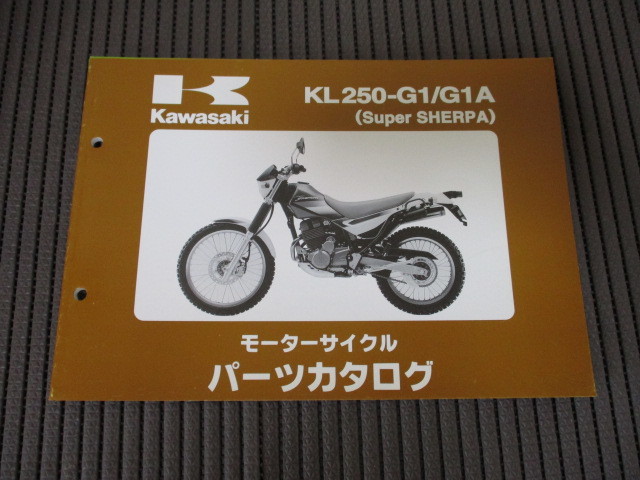 Kawasaki
KL250-G1/G1A
(Super SHERPA)
モーターサイクル
パーツカタログ